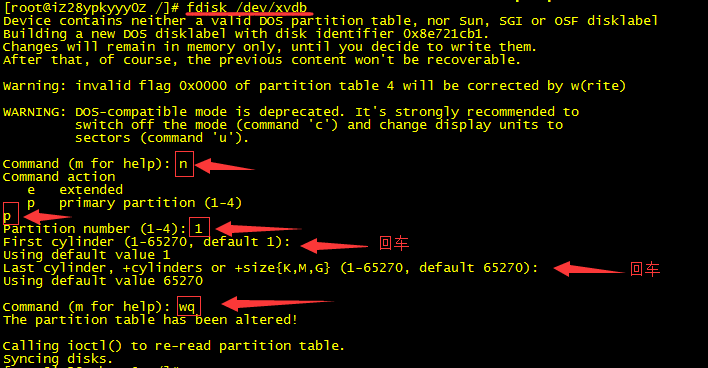 [root@iZ28ypkyyy0Z /]# fdisk /dev/xvdb
Device contains neither a valid DOS partition table, nor Sun, SGI or OSF disklabel
Building a new DOS disklabel with disk identifier 0x8e721cb1.
Changes will remain in memory only, until you decide to write them.
After that, of course, the previous content won't be recoverable.

Warning: invalid flag 0x0000 of partition table 4 will be corrected by w(rite)

WARNING: DOS-compatible mode is deprecated. It's strongly recommended to
         switch off the mode (command 'c') and change display units to
         sectors (command 'u').

Command (m for help): n
Command action
   e   extended
   p   primary partition (1-4)
p
Partition number (1-4): 1
First cylinder (1-65270, default 1): 回车
Using default value 1
Last cylinder, +cylinders or +size{K,M,G} (1-65270, default 65270): 回车
Using default value 65270

Command (m for help): wq
The partition table has been altered!

Calling ioctl() to re-read partition table.
Syncing disks.